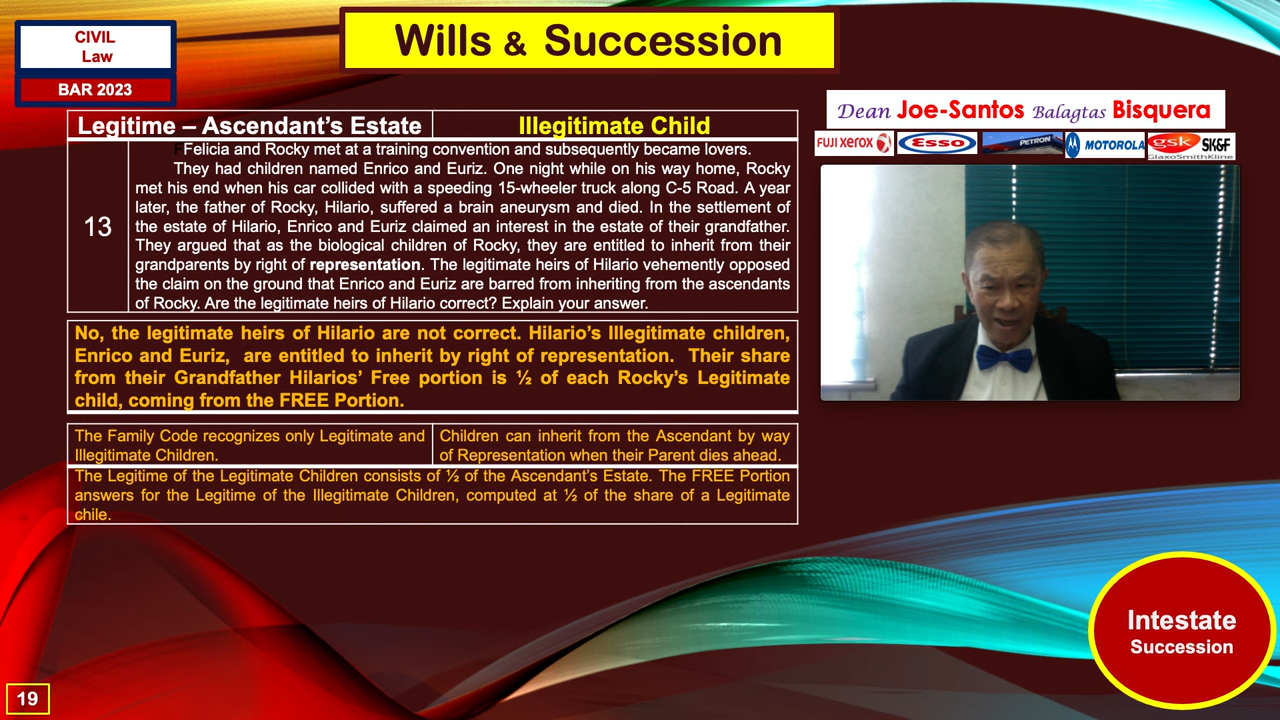 CIVIL
Law
BAR 2023
Wills & Succession
Dean Joe-Santos Balagtas Bisquera
FUJI XEROX
Esso
PETRON
MOTOROLA
gsk
SK&F
GlaxoSmithKline
Legitime – Ascendant's Estate
Illegitimate Child
13
FFelicia and Rocky met at a training convention and subsequently became lovers.
They had children named Enrico and Euriz. One night while on his way home, Rocky
met his end when his car collided with a speeding 15-wheeler truck along C-5 Road. A year
later, the father of Rocky, Hilario, suffered a brain aneurysm and died. In the settlement of
the estate of Hilario, Enrico and Euriz claimed an interest in the estate of their grandfather.
They argued that as the biological children of Rocky, they are entitled to inherit from their
grandparents by right of representation. The legitimate heirs of Hilario vehemently opposed
the claim on the ground that Enrico and Euriz are barred from inheriting from the ascendants
of Rocky. Are the legitimate heirs of Hilario correct? Explain your answer.
No, the legitimate heirs of Hilario are not correct. Hilario's Illegitimate children,
Enrico and Euriz, are entitled to inherit by right of representation. Their share
from their Grandfather Hilarios' Free portion is ½ of each Rocky's Legitimate
child, coming from the FREE Portion.
The Family Code recognizes only Legitimate and
Illegitimate Children.
Children can inherit from the Ascendant by way
of Representation when their Parent dies ahead.
The Legitime of the Legitimate Children consists of ½ of the Ascendant's Estate. The FREE Portion
answers for the Legitime of the Illegitimate Children, computed at ½ of the share of a Legitimate
chile.
Intestate
Succession
19